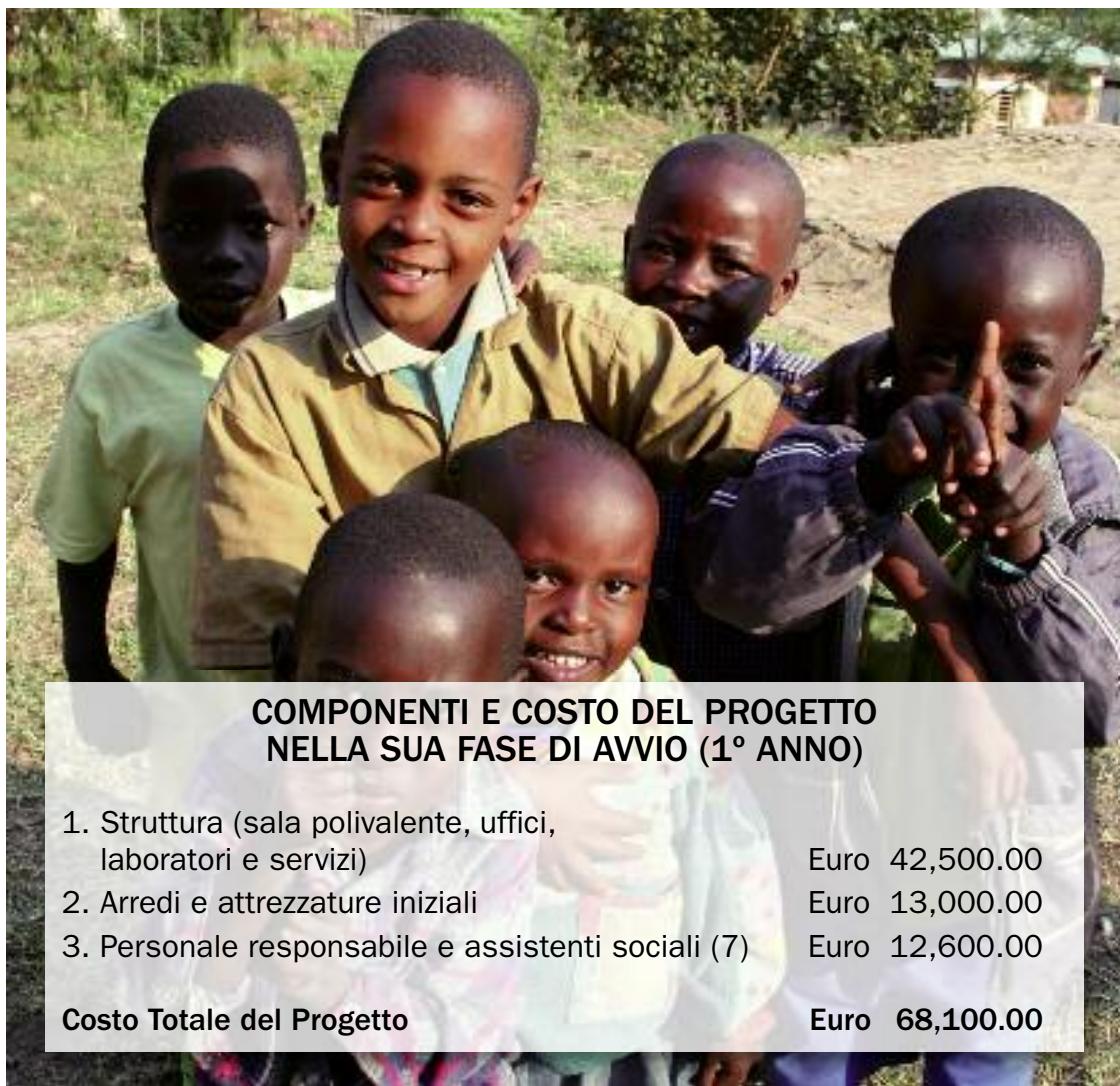 COMPONENTI E COSTO DEL PROGETTO
NELLA SUA FASE DI AVVIO (1º ANNO)
1. Struttura (sala polivalente, uffici,
laboratori e servizi) Euro 42,500.00
2. Arredi e attrezzature iniziali Euro 13,000.00
3. Personale responsabile e assistenti sociali (7) Euro 12,600.00
Costo Totale del Progetto Euro 68,100.00